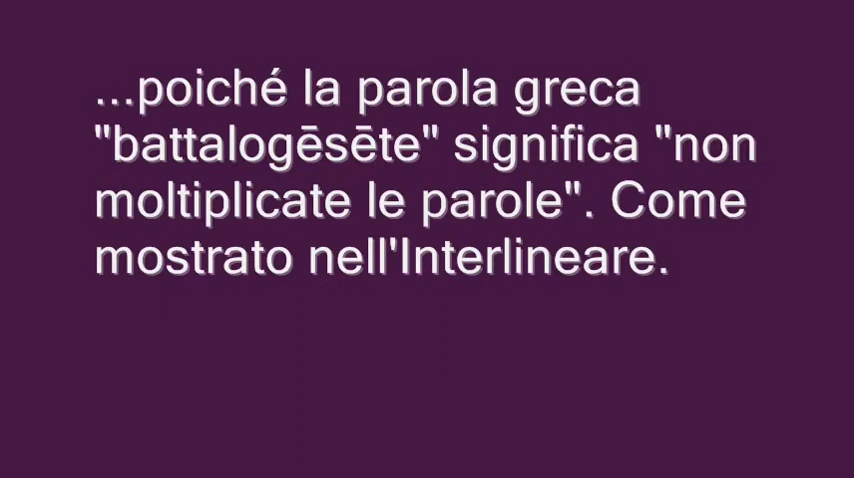 ...poiché la parola greca
"battalogēsēte" significa "non
moltiplicate le parole". Come
mostrato nell'Interlineare.